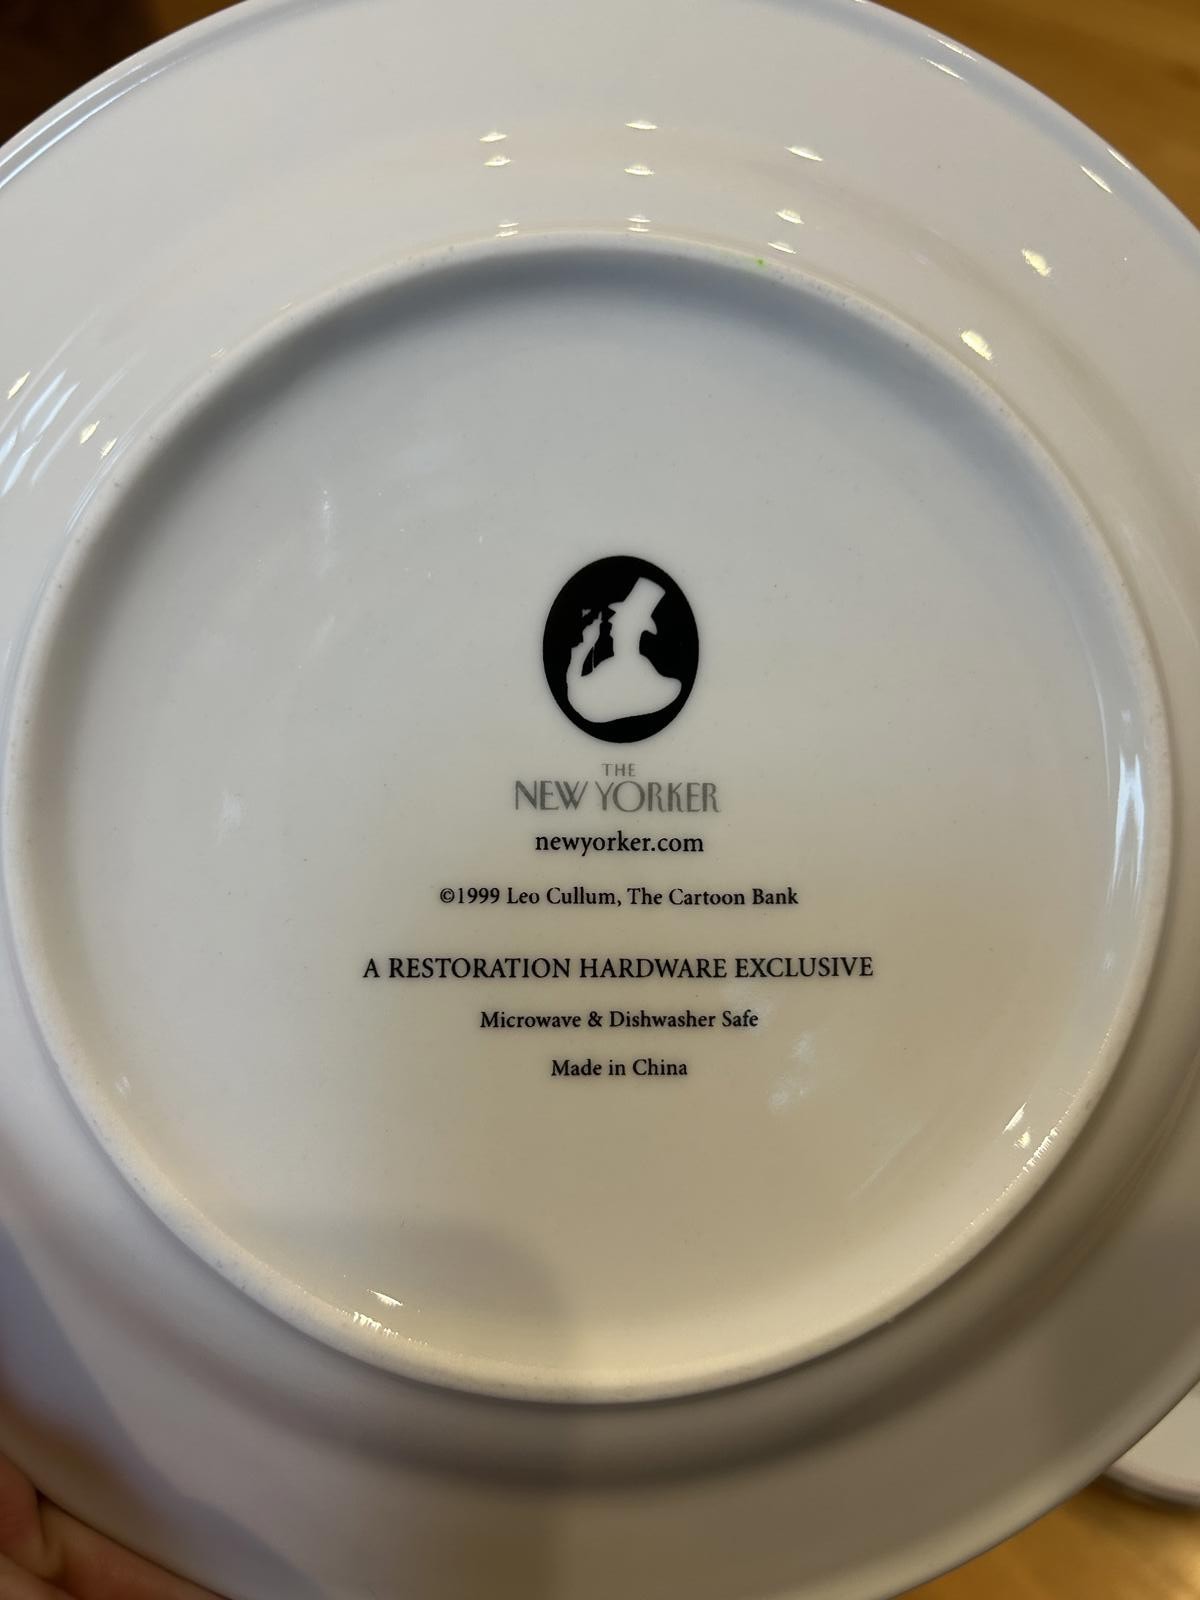 THE
NEW YORKER
newyorker.com
©1999 Leo Cullum, The Cartoon Bank
A RESTORATION HARDWARE EXCLUSIVE
Microwave & Dishwasher Safe
Made in China